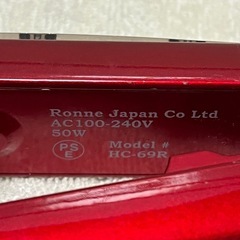 Ronne Japan Co Ltd
AC100-240V
50W
Model #
PS
E
HC-69R